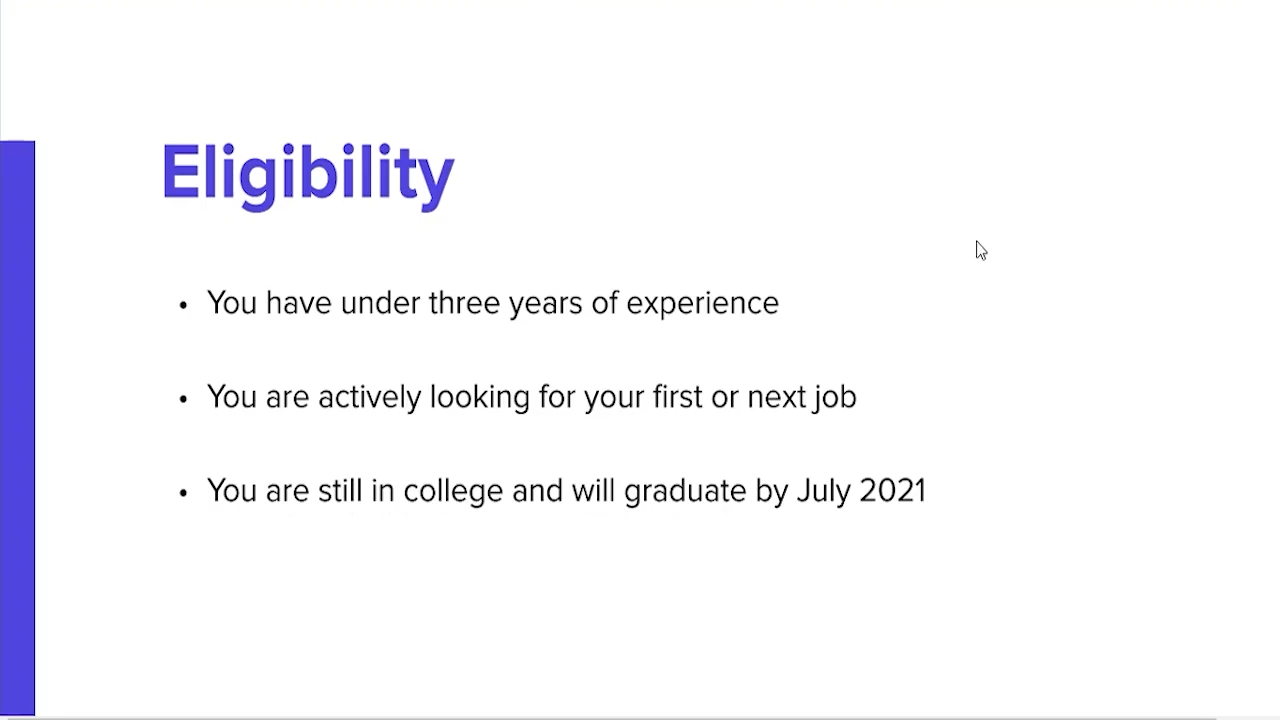 Eligibility
• You have under three years of experience
• You are actively looking for your first or next job
• You are still in college and will graduate by July 2021